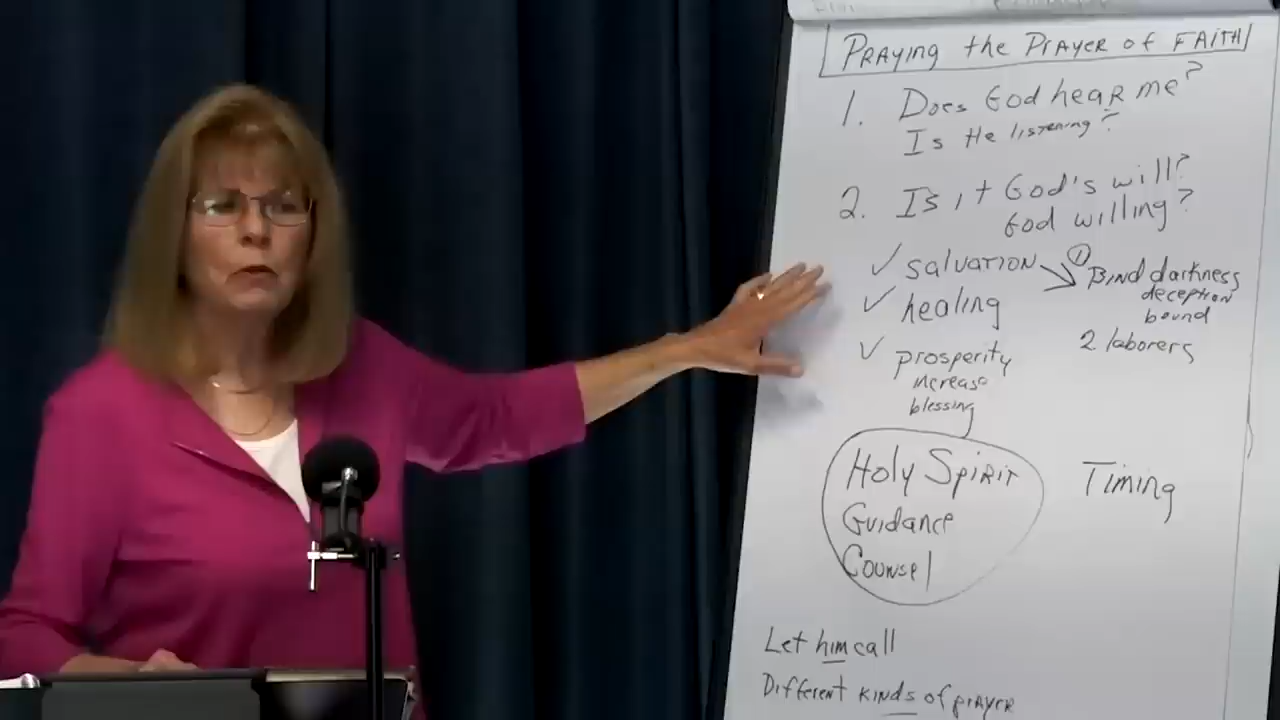 PRAYING the PRAYER of FAITH
1. Does God hear me?
Is He listening?
2. Is it God's will?
God willing?
✓ salvation → ① Bind darkness
deception
bound
✓ healing
2 laborers
✓ prosperity
increase
blessing
Holy Spirit
Guidance
Counsel
Timing
Let him call
Different kinds of prayer